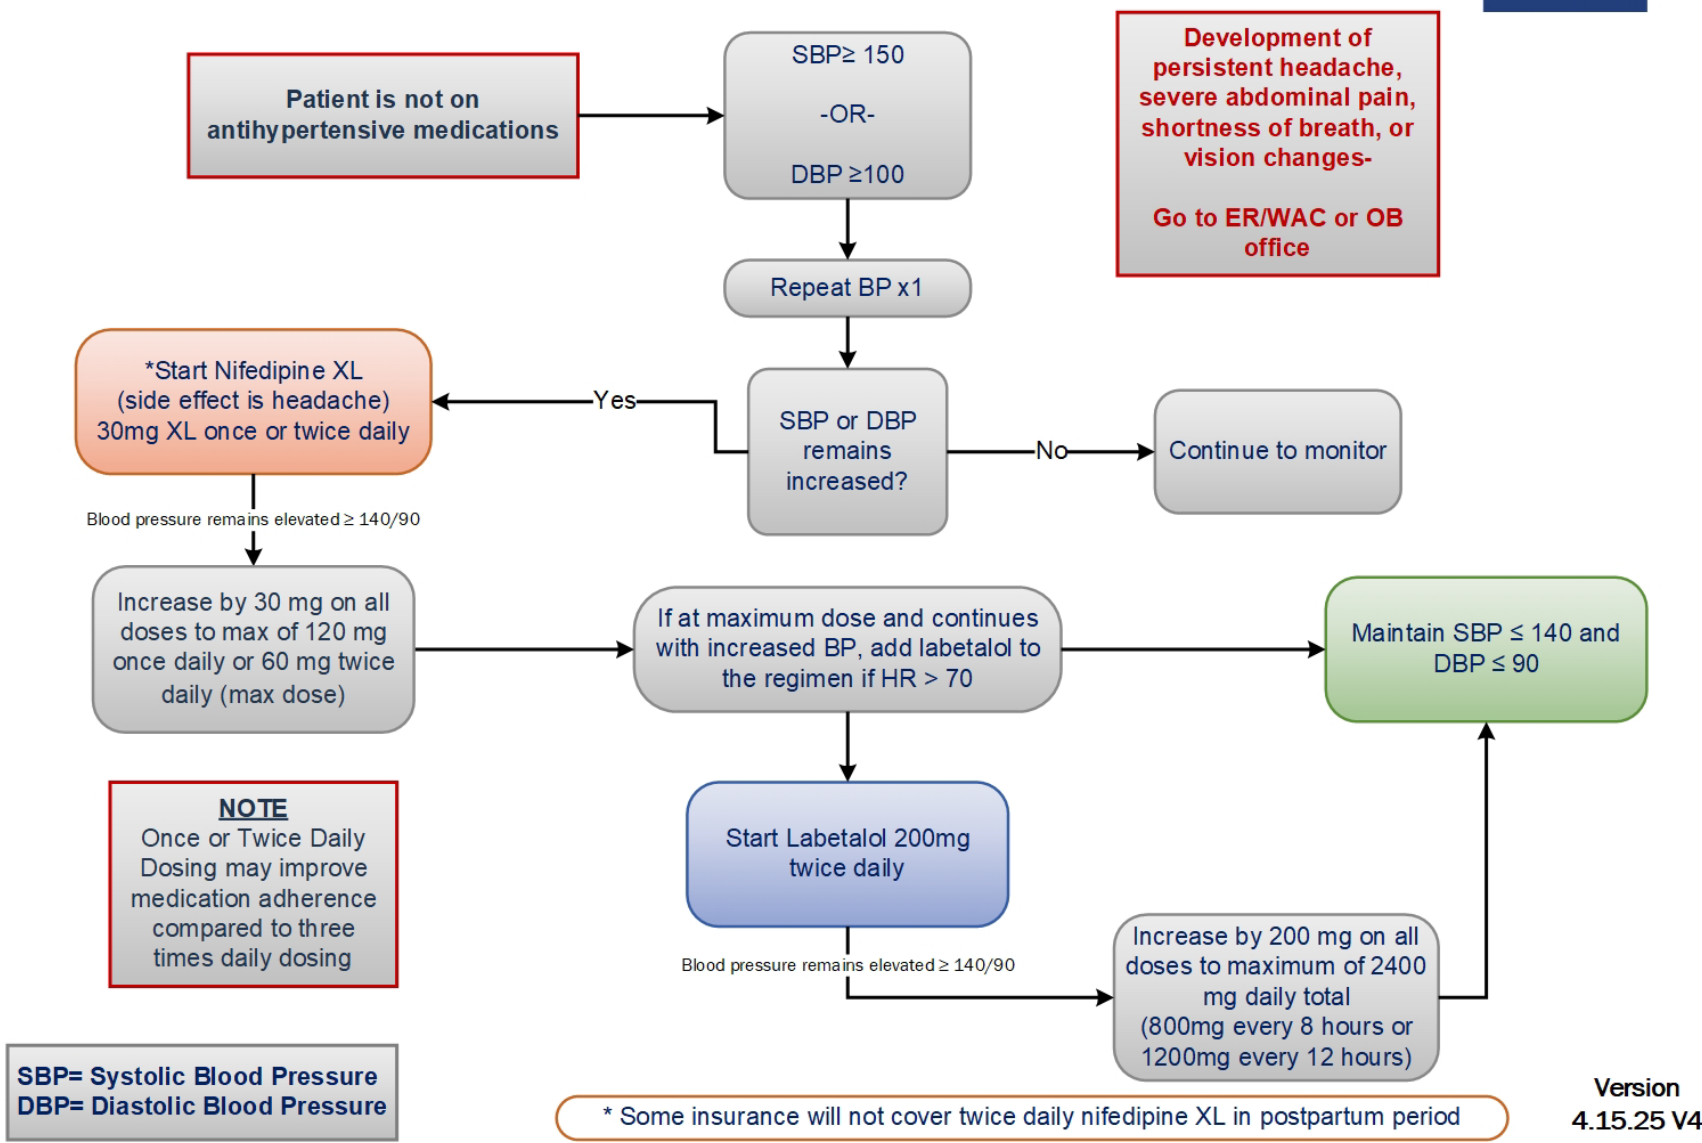 Patient is not on
antihypertensive medications
SBP≥ 150
-OR-
DBP ≥100
Development of
persistent headache,
severe abdominal pain,
shortness of breath, or
vision changes-
Go to ER/WAC or OB
office
Repeat BP x1
*Start Nifedipine XL
(side effect is headache)
30mg XL once or twice daily
Yes
SBP or DBP
remains
increased?
No
Continue to monitor
Blood pressure remains elevated ≥ 140/90
Increase by 30 mg on all
doses to max of 120 mg
once daily or 60 mg twice
daily (max dose)
If at maximum dose and continues
with increased BP, add labetalol to
the regimen if HR > 70
Maintain SBP ≤ 140 and
DBP ≤ 90
NOTE
Once or Twice Daily
Dosing may improve
medication adherence
compared to three
times daily dosing
Start Labetalol 200mg
twice daily
Blood pressure remains elevated ≥ 140/90
Increase by 200 mg on all
doses to maximum of 2400
mg daily total
(800mg every 8 hours or
1200mg every 12 hours)
SBP= Systolic Blood Pressure
DBP= Diastolic Blood Pressure
* Some insurance will not cover twice daily nifedipine XL in postpartum period
Version
4.15.25 V4